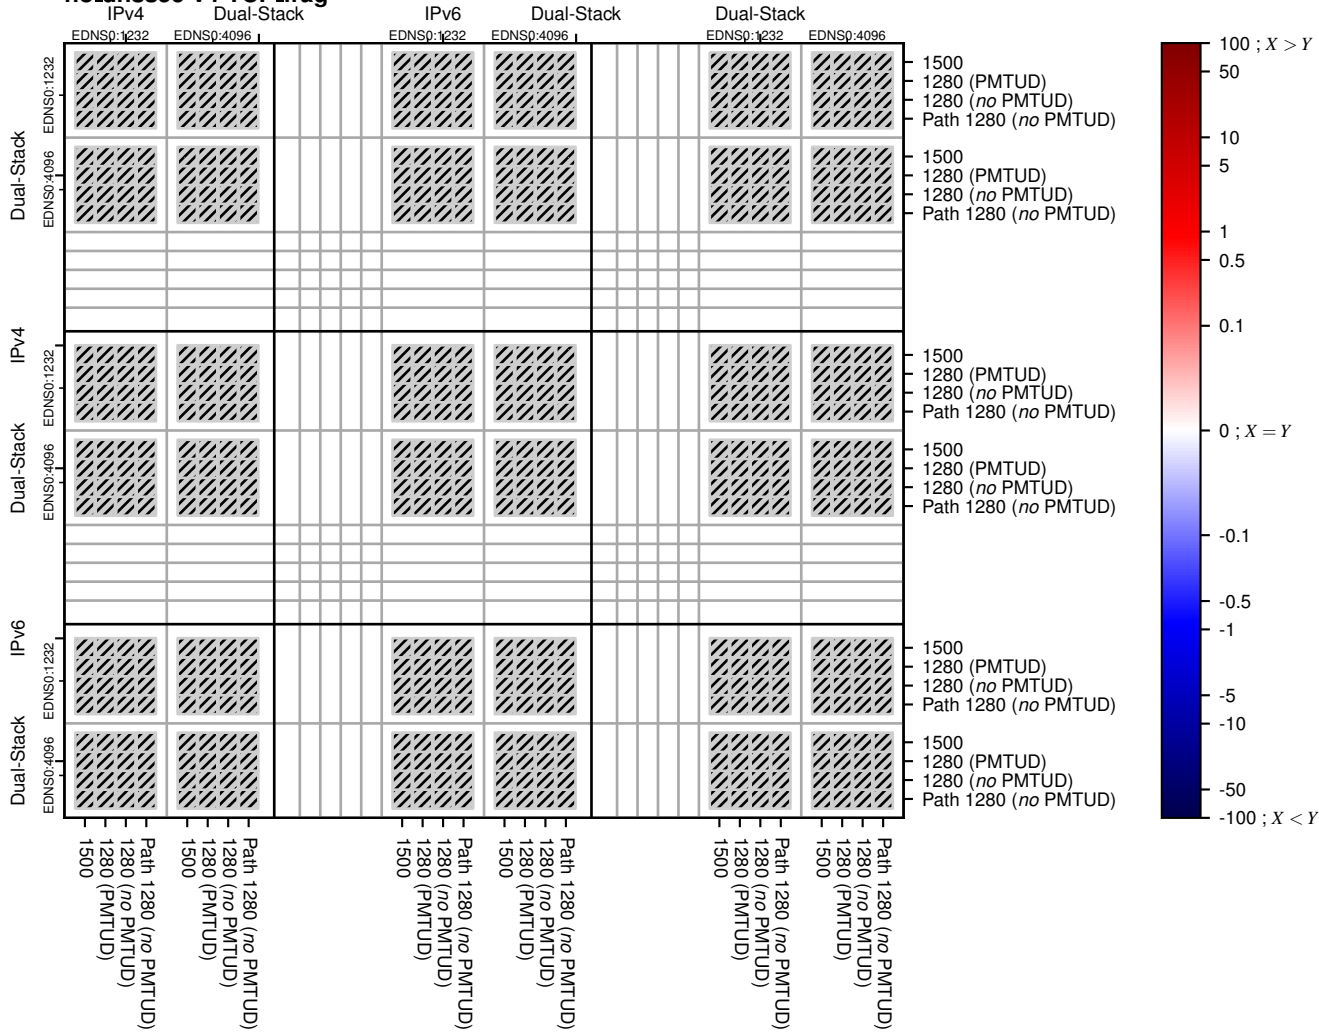 IPv4 Dual-Stack IPv6 Dual-Stack Dual-Stack
EDNS0:1232 EDNS0:4096 EDNS0:1232 EDNS0:4096 EDNS0:1232 EDNS0:4096
Dual-Stack
EDNS0:1232
1500
1280 (PMTUD)
1280 (no PMTUD)
Path 1280 (no PMTUD)
EDNS0:4096
1500
1280 (PMTUD)
1280 (no PMTUD)
Path 1280 (no PMTUD)
IPv4
Dual-Stack
EDNS0:1232
1500
1280 (PMTUD)
1280 (no PMTUD)
Path 1280 (no PMTUD)
EDNS0:4096
1500
1280 (PMTUD)
1280 (no PMTUD)
Path 1280 (no PMTUD)
IPv6
Dual-Stack
EDNS0:1232
1500
1280 (PMTUD)
1280 (no PMTUD)
Path 1280 (no PMTUD)
EDNS0:4096
1500
1280 (PMTUD)
1280 (no PMTUD)
Path 1280 (no PMTUD)
1500
1280 (PMTUD)
1280 (no PMTUD)
Path 1280 (no PMTUD)
1500
1280 (PMTUD)
1280 (no PMTUD)
Path 1280 (no PMTUD)
1500
1280 (PMTUD)
1280 (no PMTUD)
Path 1280 (no PMTUD)
1500
1280 (PMTUD)
1280 (no PMTUD)
Path 1280 (no PMTUD)
1500
1280 (PMTUD)
1280 (no PMTUD)
Path 1280 (no PMTUD)
1500
1280 (PMTUD)
1280 (no PMTUD)
Path 1280 (no PMTUD)
100 ; X > Y
50
10
5
1
0.5
0.1
0 ; X = Y
-0.1
-0.5
-1
-5
-10
-50
-100 ; X < Y